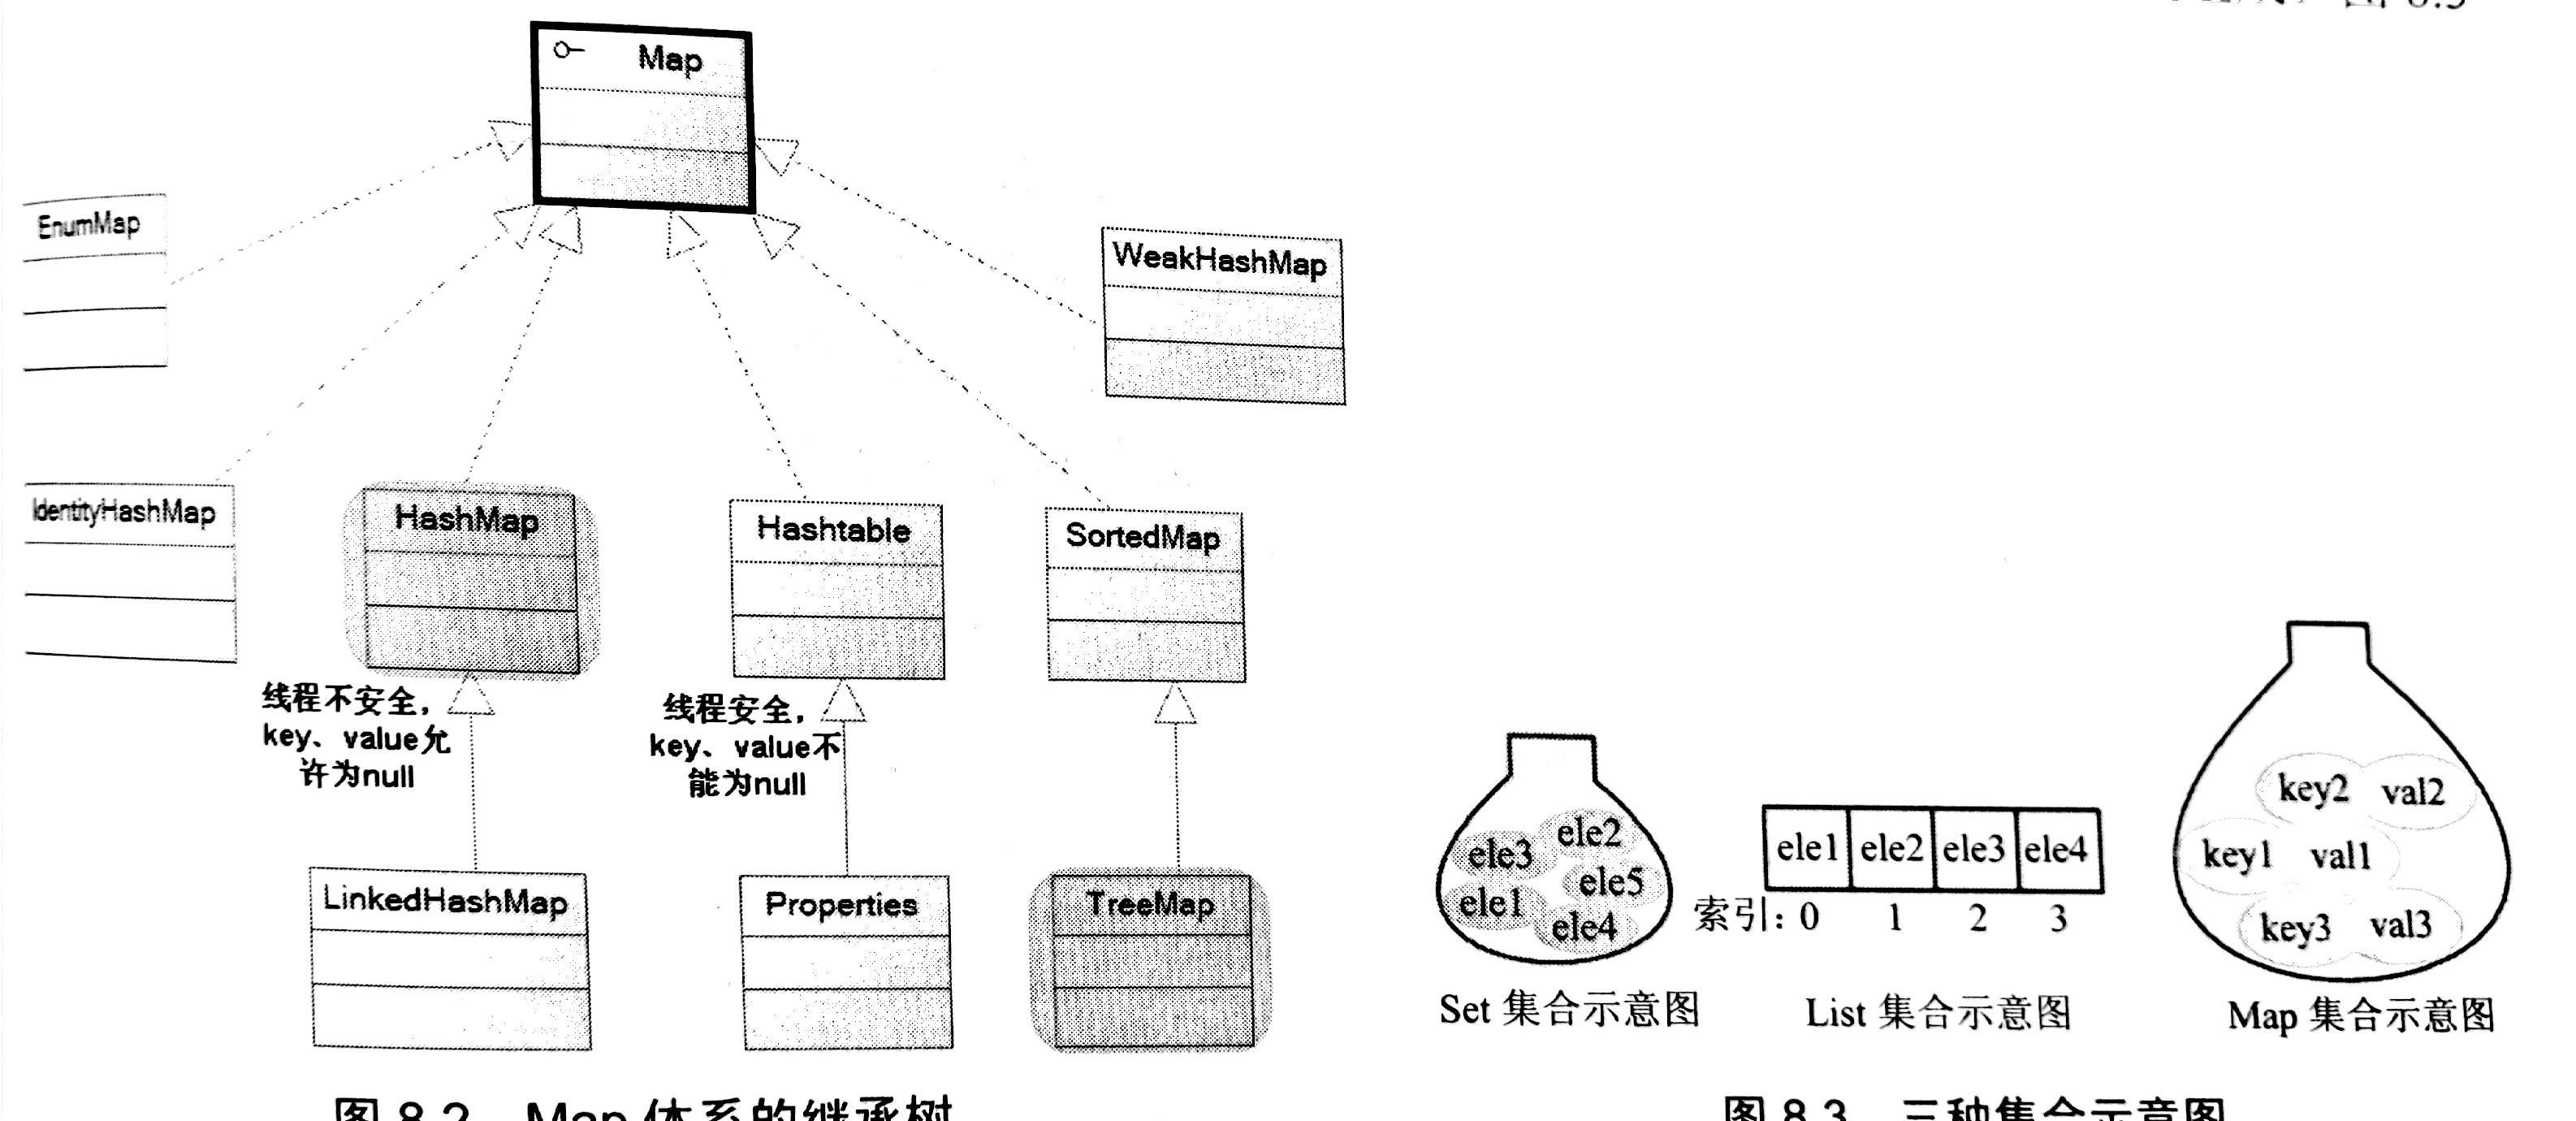 图 8.3
Map
EnumMap
WeakHashMap
IdentityHashMap
HashMap
Hashtable
SortedMap
线程不安全,
key、value允
许为null
线程安全,
key、value不
能为null
LinkedHashMap
Properties
TreeMap
图 8.2 Map 体系的继承树
ele3
ele2
ele5
ele1
ele4
Set 集合示意图
ele1 ele2 ele3 ele4
索引: 0 1 2 3
List 集合示意图
key2 val2
key1 val1
key3 val3
Map 集合示意图
图 8.3 三种集合示意图